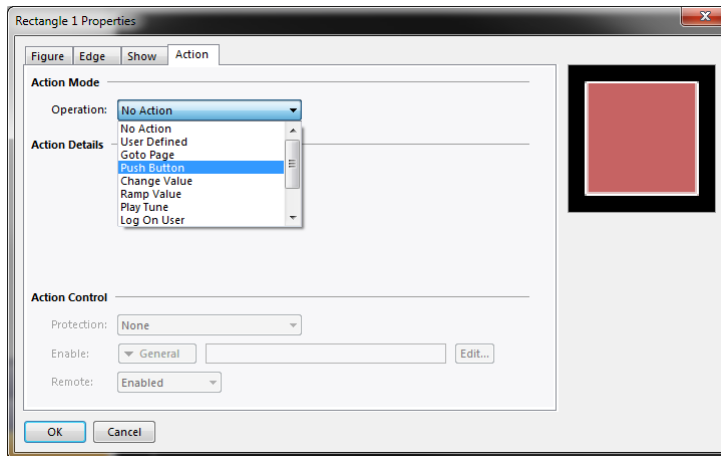 Rectangle 1 Properties
x
Figure Edge Show Action
Action Mode
Operation: No Action
No Action
User Defined
Action Details
Goto Page
Push Button
Change Value
Ramp Value
Play Tune
Log On User
Action Control
Protection: None
Enable: General Edit...
Remote: Enabled
OK Cancel